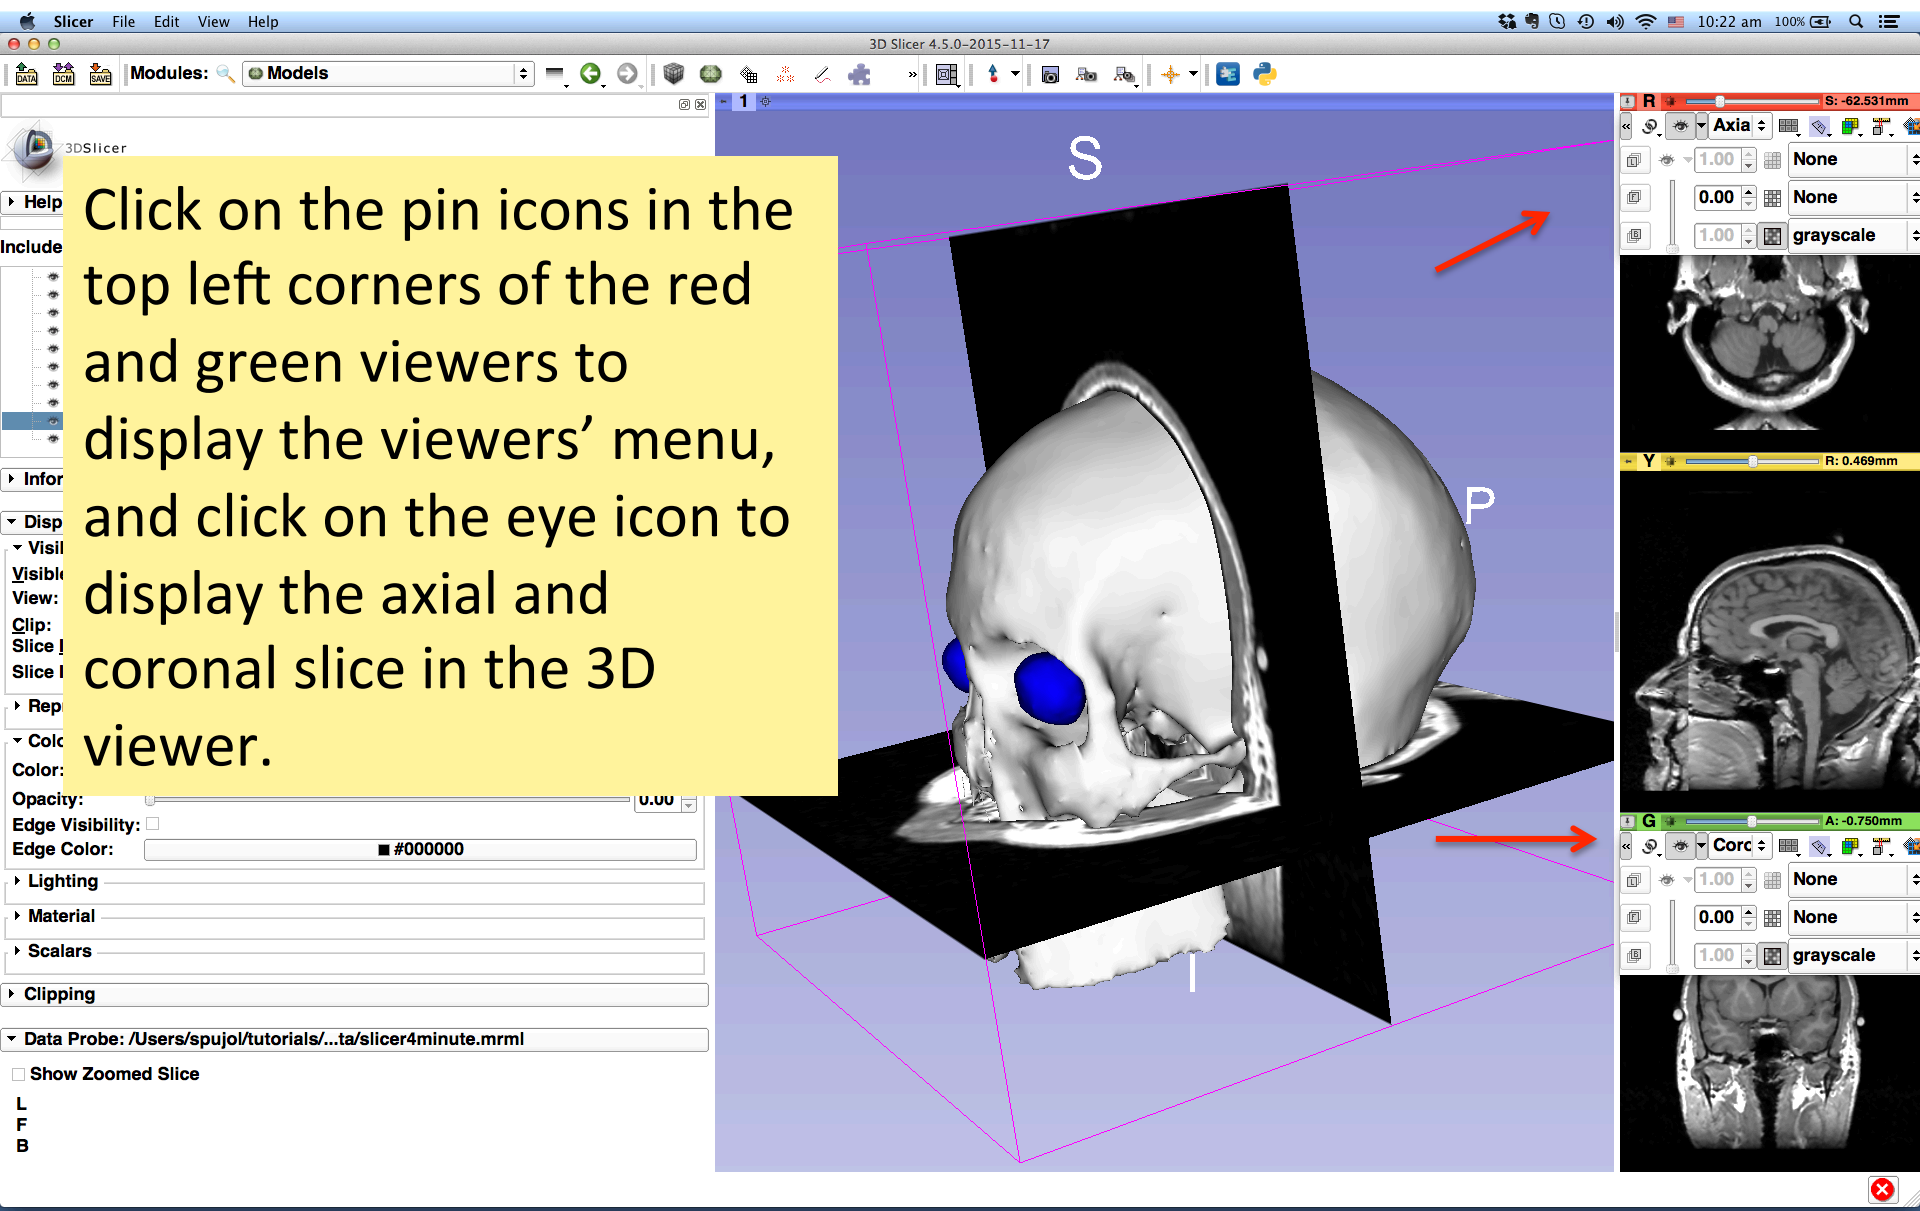 Slicer File Edit View Help 10:22 am 100%
3D Slicer 4.5.0-2015-11-17
DATA DCM SAVE Modules: Models »
1
R S: -62.531mm
« Axia
3DSlicer
L 1.00 None
F 0.00 None
B 1.00 grayscale
Help
Include
Click on the pin icons in the
top left corners of the red
and green viewers to
display the viewers’ menu,
and click on the eye icon to
display the axial and
coronal slice in the 3D
viewer.
S
P
I
Y R: 0.469mm
Infor
Disp
Visil
Visible
View:
Clip:
Slice I
Slice I
Rep
Colo
Color:
Opacity: 0.00
Edge Visibility:
Edge Color: #000000
Lighting
Material
Scalars
Clipping
Data Probe: /Users/spujol/tutorials/...ta/slicer4minute.mrml
Show Zoomed Slice
L
F
B
G A: -0.750mm
« Corc
L 1.00 None
F 0.00 None
B 1.00 grayscale